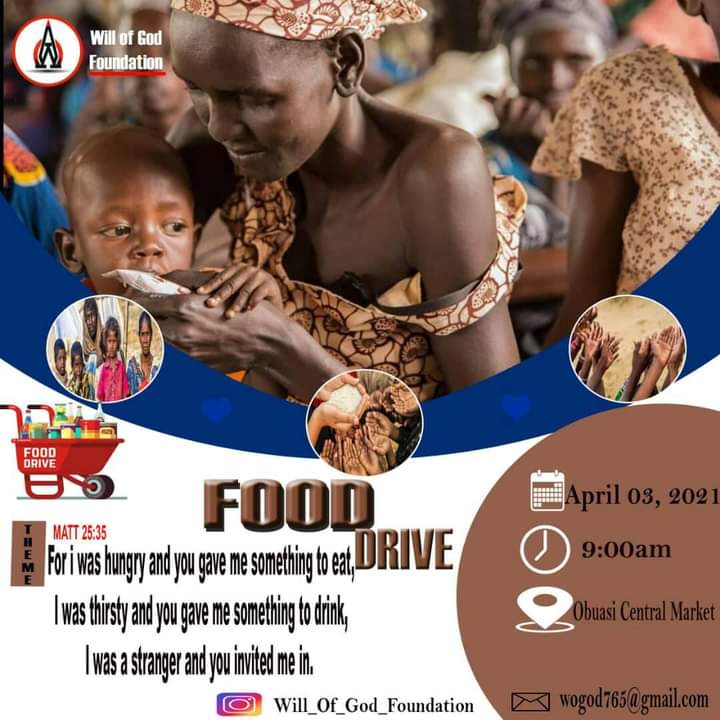 Will of God
Foundation
FOOD
DRIVE
FOOD
DRIVE
THEME
MATT 25:35
For i was hungry and you gave me something to eat,
I was thirsty and you gave me something to drink,
I was a stranger and you invited me in.
April 03, 2021
9:00am
Obuasi Central Market
Will_Of_God_Foundation
wogod765@gmail.com